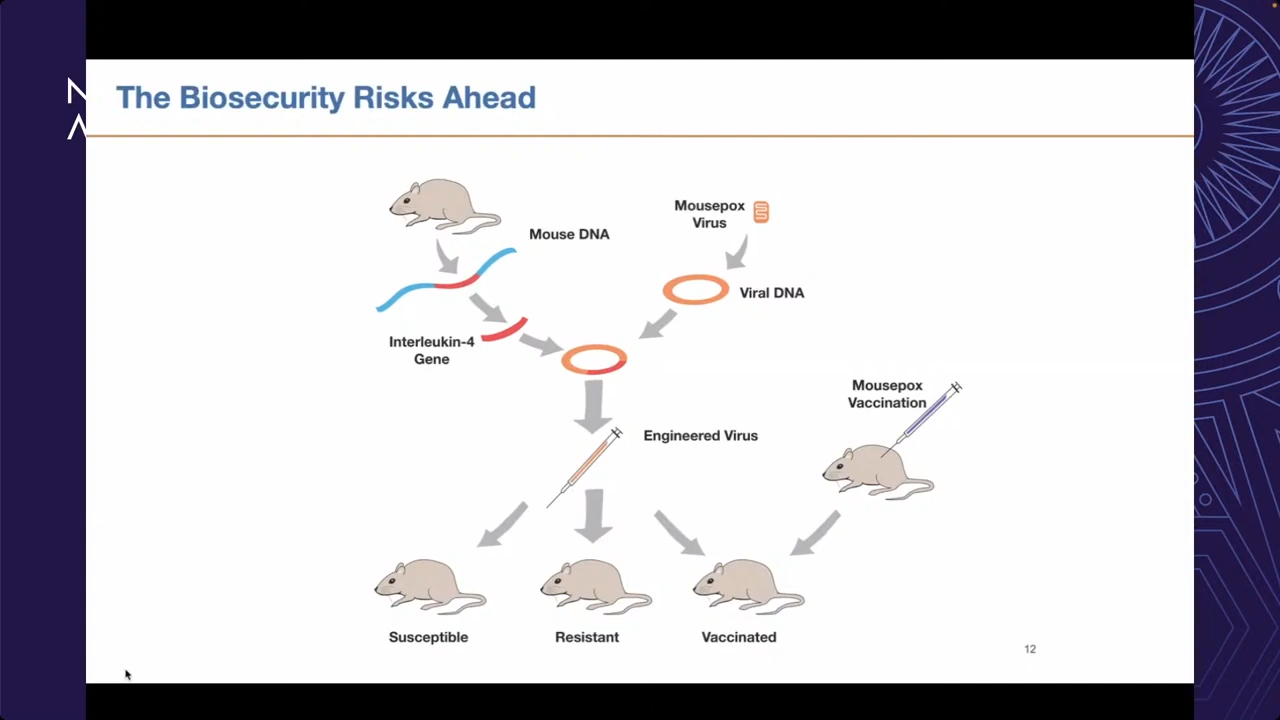 The Biosecurity Risks Ahead
Mouse DNA
Mousepox
Virus
Viral DNA
Interleukin-4
Gene
Engineered Virus
Mousepox
Vaccination
Susceptible
Resistant
Vaccinated
12